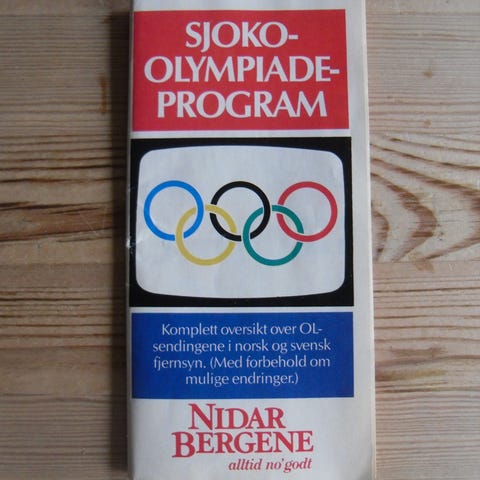 SJOKO-
OLYMPIADE-
PROGRAM
Komplett oversikt over OL-
sendingene i norsk og svensk
fjernsyn. (Med forbehold om
mulige endringer.)
NIDAR
BERGENE
alltid no'godt